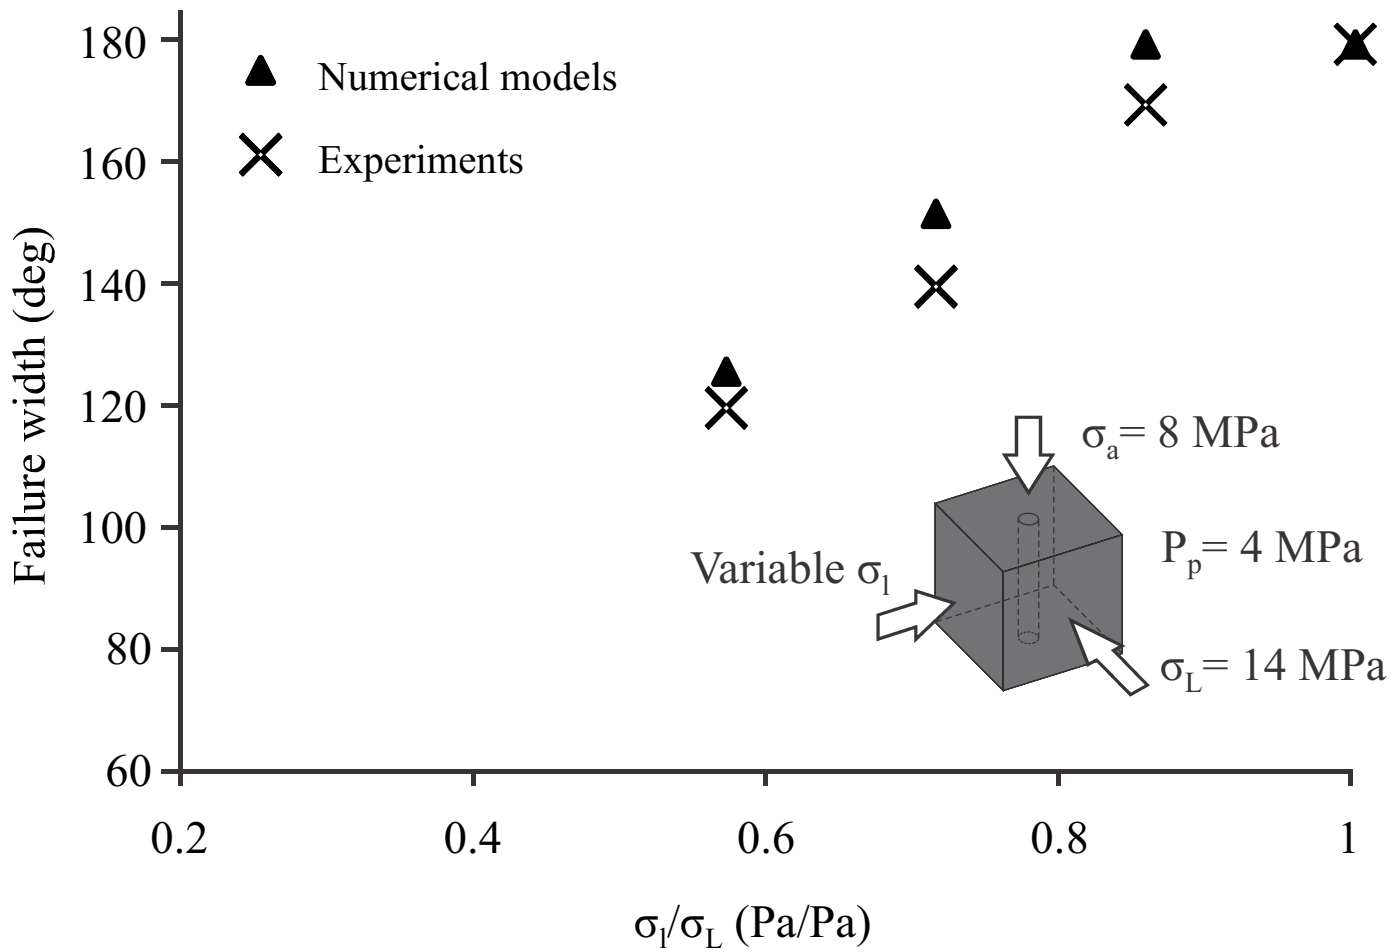 180
160
140
120
100
80
60
Failure width (deg)
Numerical models
Experiments
σₐ= 8 MPa
Pₚ= 4 MPa
Variable σₗ
σL= 14 MPa
0.2 0.4 0.6 0.8 1
σₗ/σL (Pa/Pa)